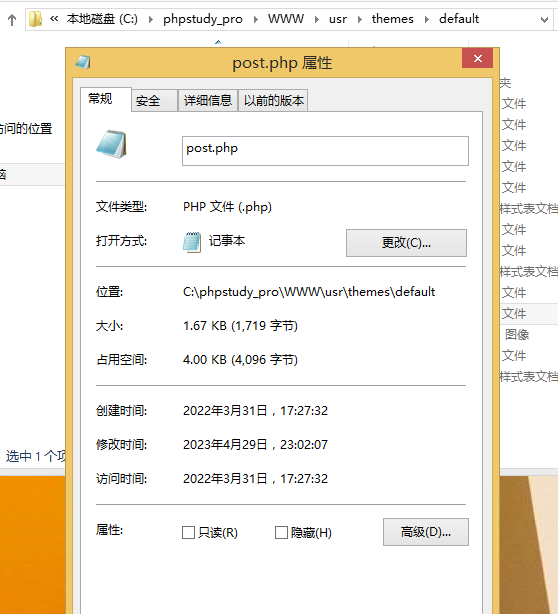 « 本地磁盘 (C:) › phpstudy_pro › WWW › usr › themes › default
post.php 属性
常规 安全 详细信息 以前的版本
post.php
文件类型: PHP 文件 (.php)
打开方式: 记事本 更改(C)...
位置: C:\phpstudy_pro\WWW\usr\themes\default
大小: 1.67 KB (1,719 字节)
占用空间: 4.00 KB (4,096 字节)
创建时间: 2022年3月31日，17:27:32
修改时间: 2023年4月29日，23:02:07
访问时间: 2022年3月31日，17:27:32
属性: 只读(R) 隐藏(H) 高级(D)...
问的位置
选中 1 个项
夹
文件
文件
文件
文件
文件
样式表文档
文件
文件
样式表文档
文件
文件
图像
文件
样式表文档